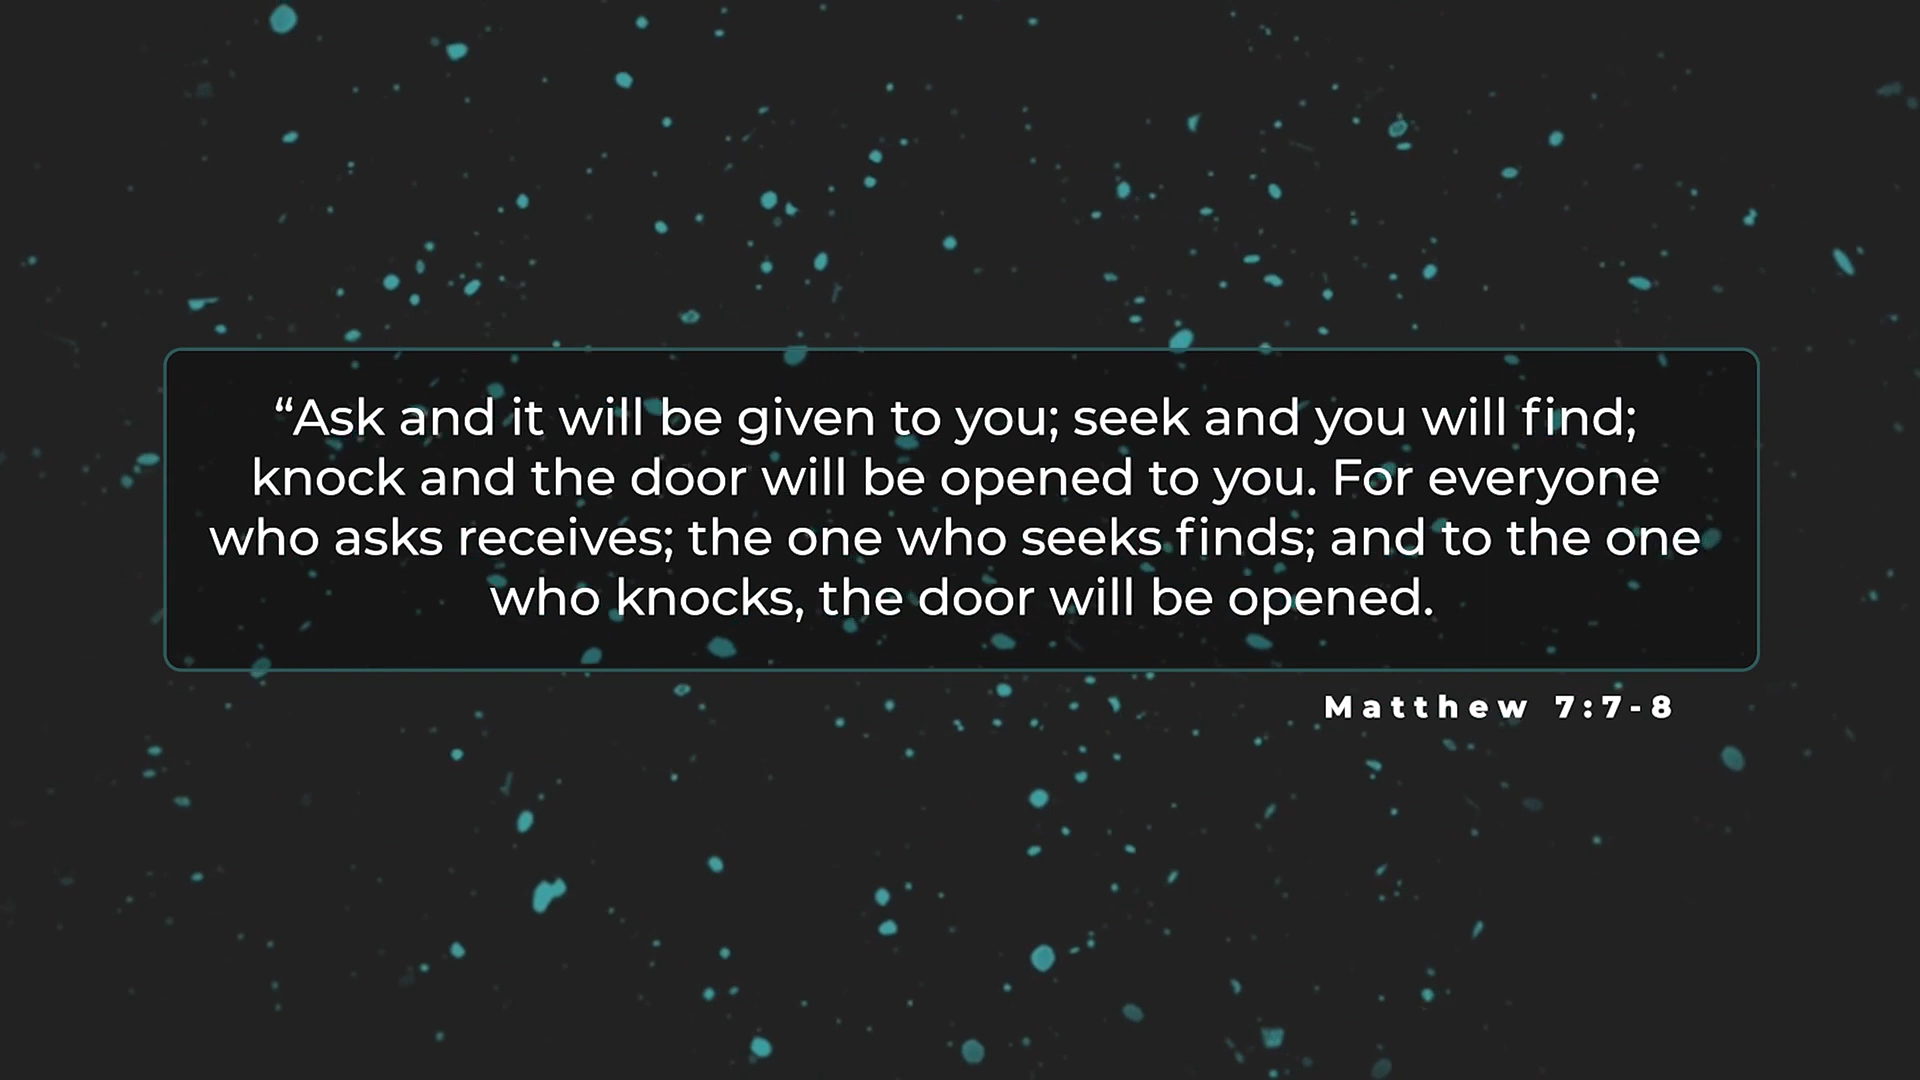 “Ask and it will be given to you; seek and you will find;
knock and the door will be opened to you. For everyone
who asks receives; the one who seeks finds; and to the one
who knocks, the door will be opened.
Matthew 7:7-8